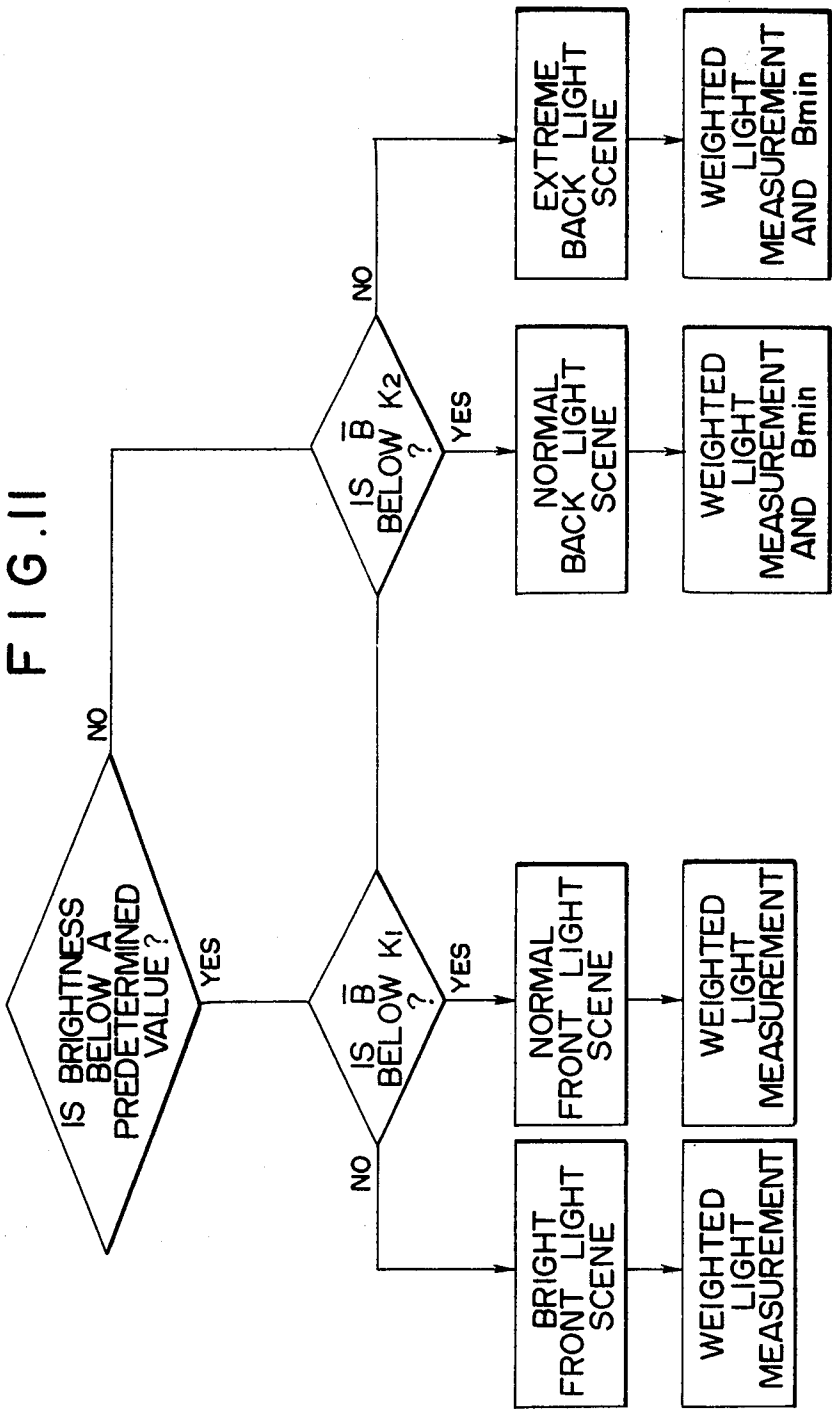 FIG.11
IS BRIGHTNESS
BELOW A
PREDETERMINED
VALUE?
NO
YES
IS B̅
BELOW K1
?
NO
YES
IS B̅
BELOW K2
?
NO
YES
BRIGHT
FRONT LIGHT
SCENE
NORMAL
FRONT LIGHT
SCENE
NORMAL
BACK LIGHT
SCENE
EXTREME
BACK LIGHT
SCENE
WEIGHTED
LIGHT
MEASUREMENT
WEIGHTED
LIGHT
MEASUREMENT
WEIGHTED
LIGHT
MEASUREMENT
AND Bmin
WEIGHTED
LIGHT
MEASUREMENT
AND Bmin